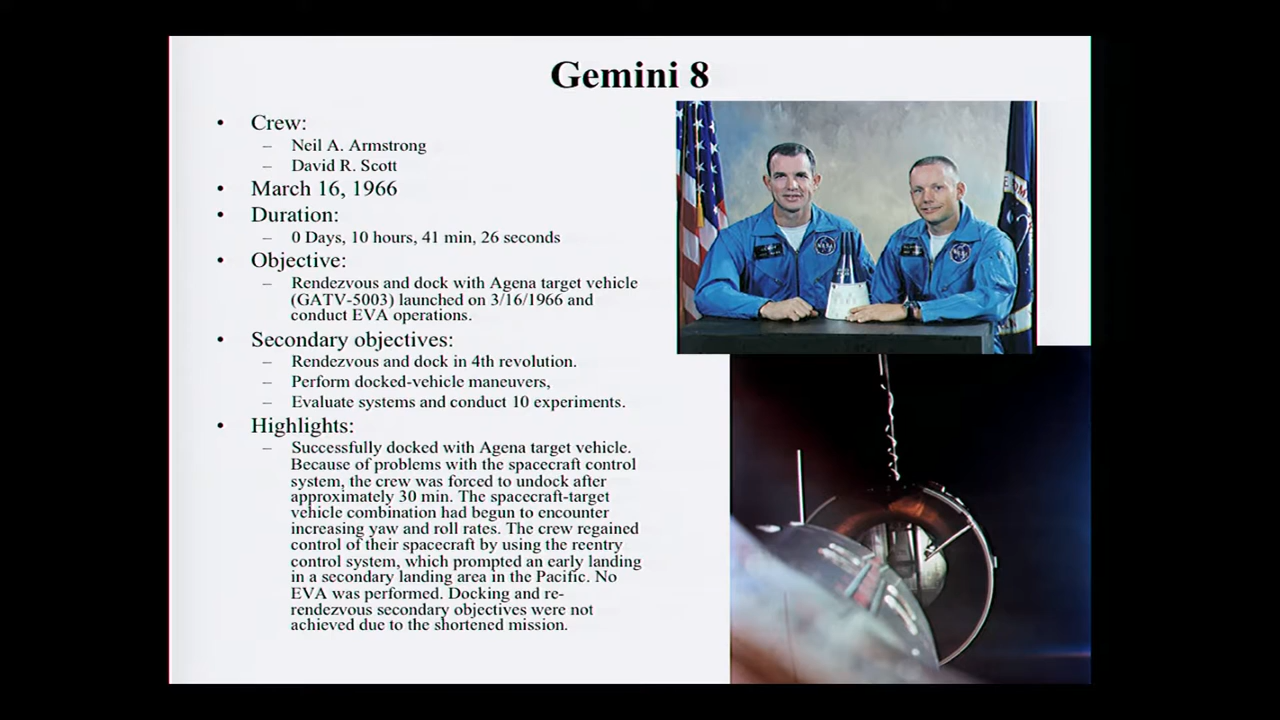 Gemini 8
• Crew:
– Neil A. Armstrong
– David R. Scott
• March 16, 1966
• Duration:
– 0 Days, 10 hours, 41 min, 26 seconds
• Objective:
– Rendezvous and dock with Agena target vehicle
(GATV-5003) launched on 3/16/1966 and
conduct EVA operations.
• Secondary objectives:
– Rendezvous and dock in 4th revolution.
– Perform docked-vehicle maneuvers,
– Evaluate systems and conduct 10 experiments.
• Highlights:
– Successfully docked with Agena target vehicle.
Because of problems with the spacecraft control
system, the crew was forced to undock after
approximately 30 min. The spacecraft-target
vehicle combination had begun to encounter
increasing yaw and roll rates. The crew regained
control of their spacecraft by using the reentry
control system, which prompted an early landing
in a secondary landing area in the Pacific. No
EVA was performed. Docking and re-
rendezvous secondary objectives were not
achieved due to the shortened mission.
NASA
NASA